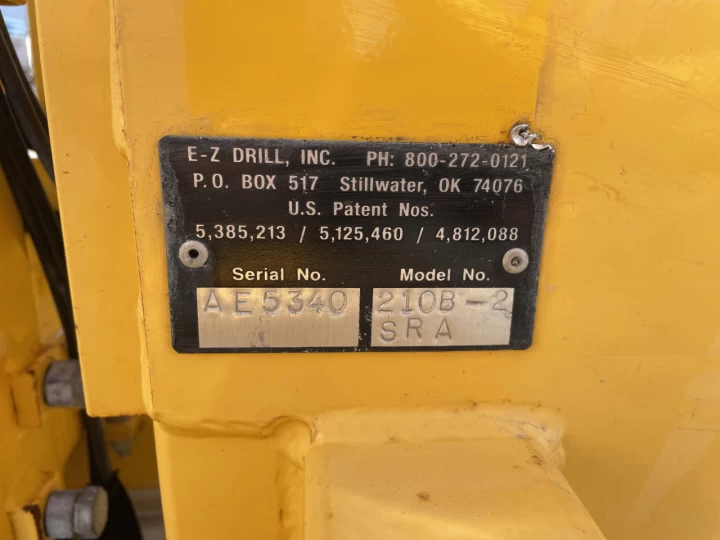 E-Z DRILL, INC. PH: 800-272-0121
P.O. BOX 517 Stillwater, OK 74076
U.S. Patent Nos.
5,385,213 / 5,125,460 / 4,812,088
Serial No. Model No.
AE5340 210B-2
SRA